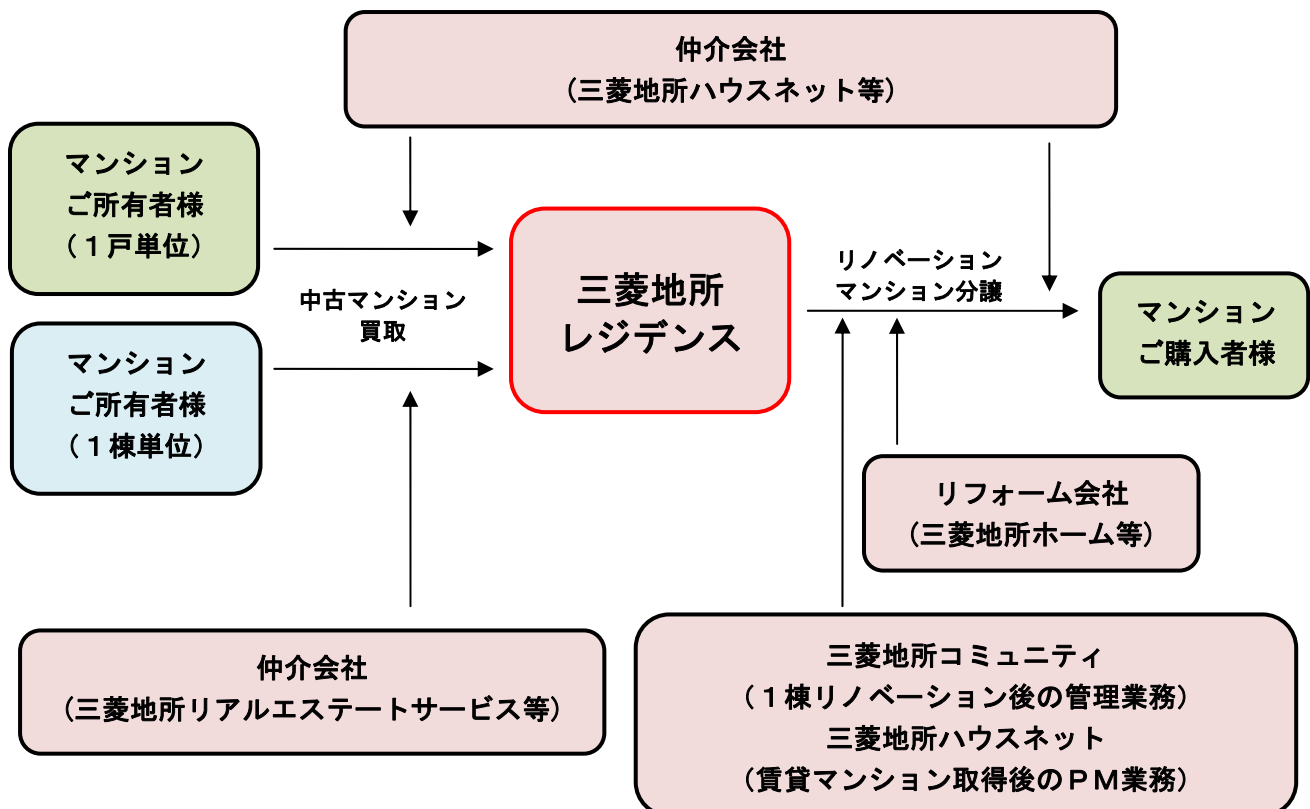 仲介会社
(三菱地所ハウスネット等)
マンション
ご所有者様
(１戸単位)
中古マンション
買取
マンション
ご所有者様
(１棟単位)
三菱地所
レジデンス
リノベーション
マンション分譲
マンション
ご購入者様
リフォーム会社
(三菱地所ホーム等)
仲介会社
(三菱地所リアルエステートサービス等)
三菱地所コミュニティ
(１棟リノベーション後の管理業務)
三菱地所ハウスネット
(賃貸マンション取得後のＰＭ業務)